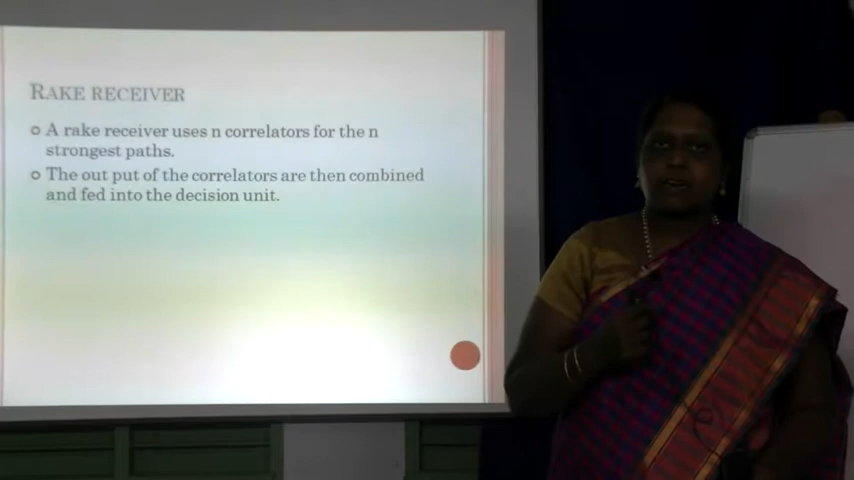 RAKE RECEIVER
A rake receiver uses n correlators for the n
strongest paths.
The out put of the correlators are then combined
and fed into the decision unit.